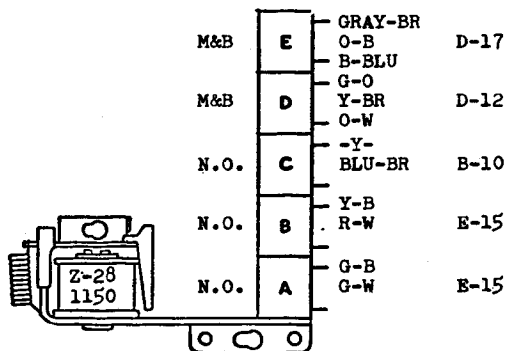 GRAY-BR
M&B E O-B D-17
B-BLU
G-O
M&B D Y-BR D-12
O-W
-Y-
N.O. C BLU-BR B-10
Y-B
N.O. B R-W E-15
G-B
N.O. A G-W E-15
Z-28
1150